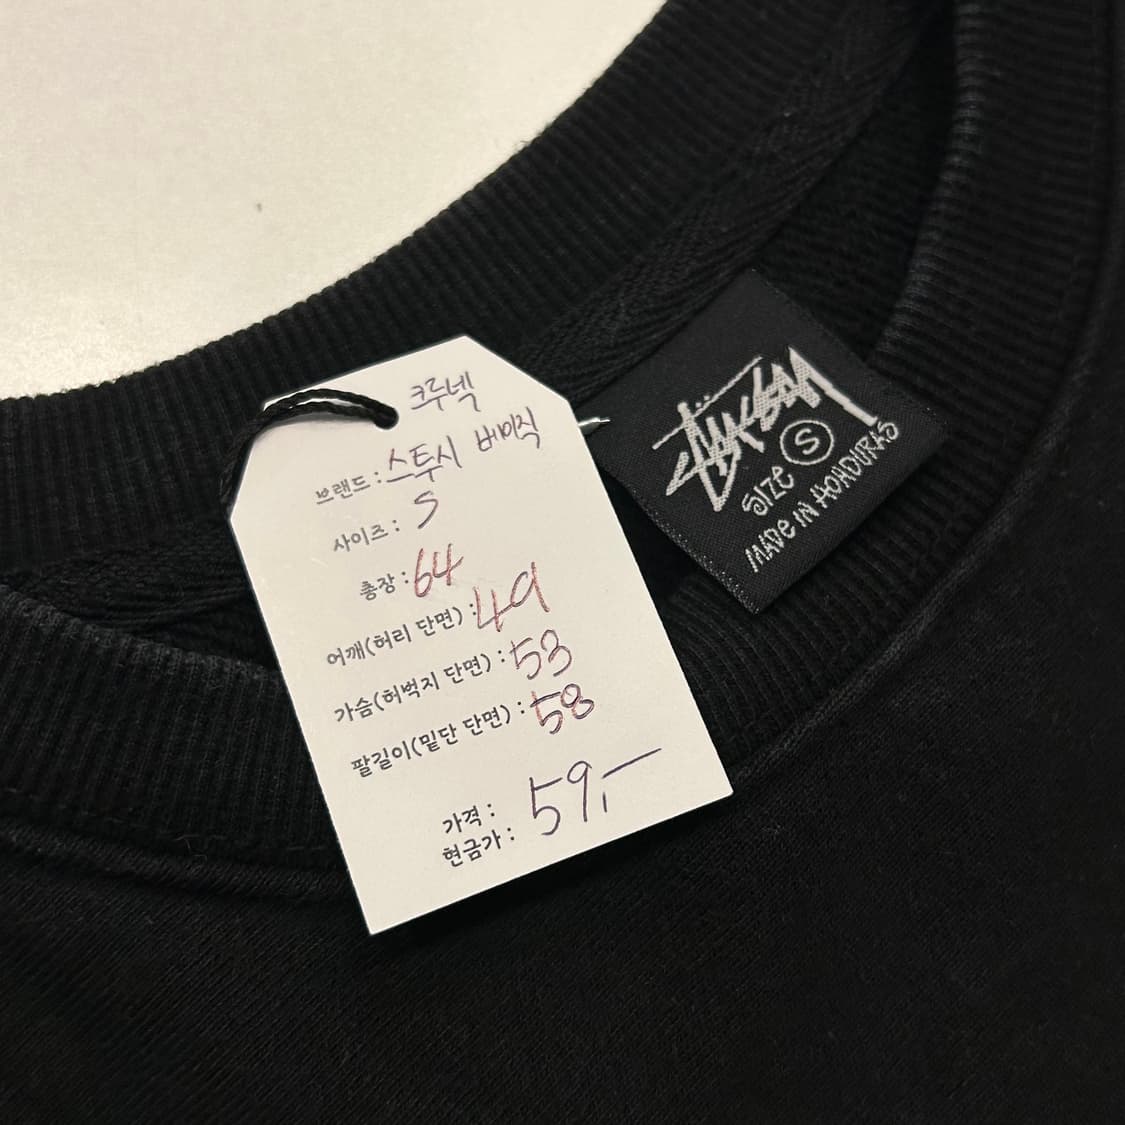 크루넥
브랜드 : 스투시 베이직
사이즈 : S
총장 : 64
어깨(허리 단면) : 49
가슴(허벅지 단면) : 53
팔길이(밑단 단면) : 58
가격 :
현금가 : 59,—
STÜSSY
SIZE S
MADE IN HONDURAS